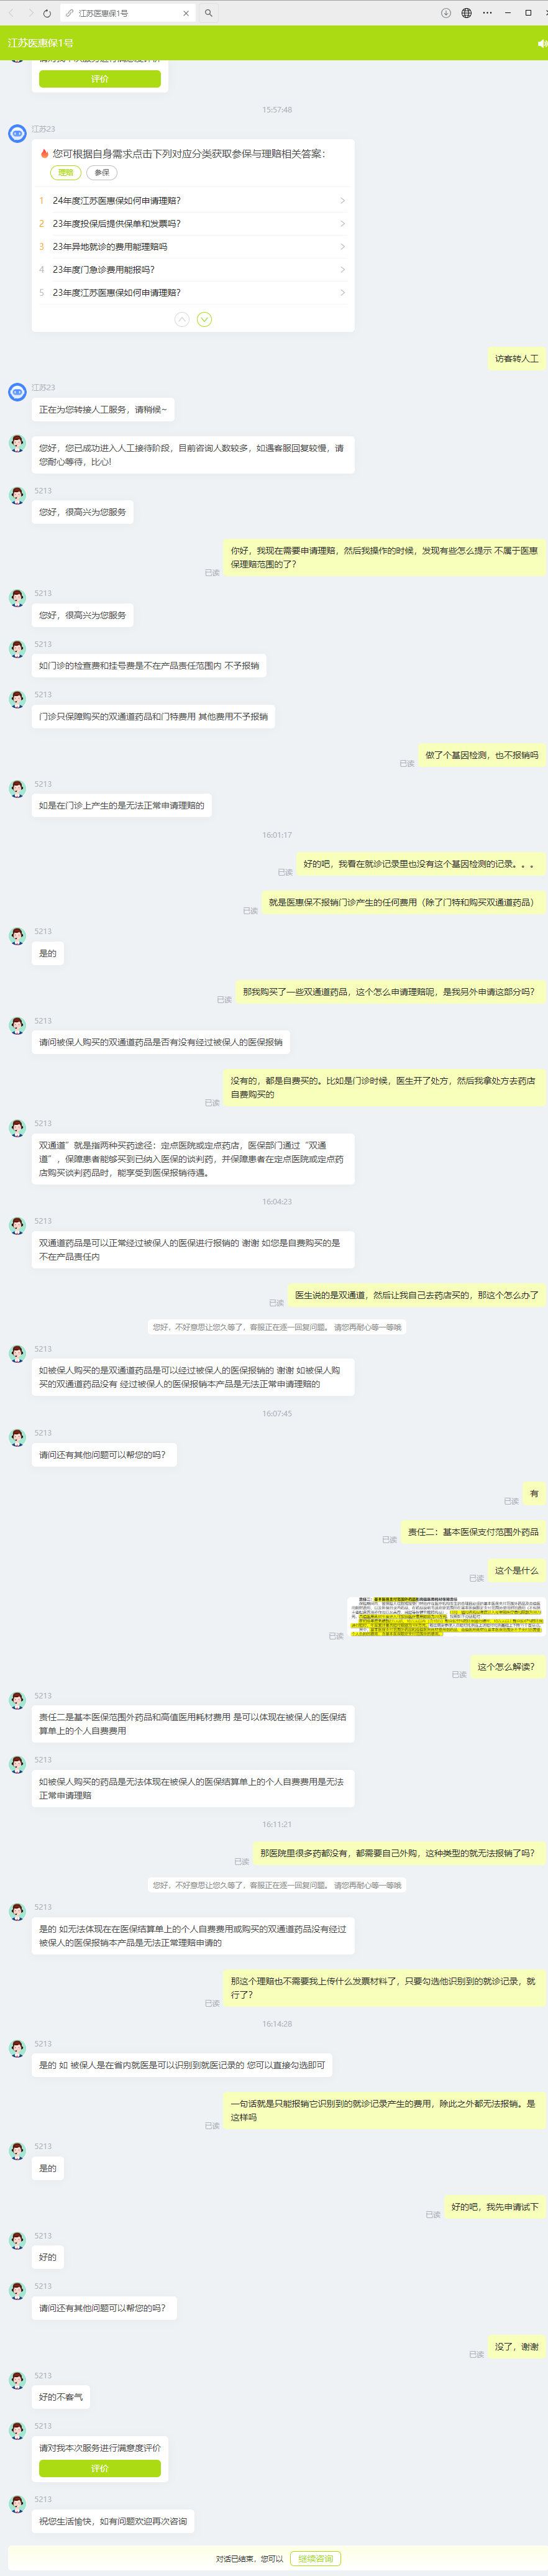 江苏医惠保1号
江苏医惠保1号
评价
15:57:48
江苏23
您可根据自身需求点击下列对应分类获取参保与理赔相关答案：
理赔
参保
1 24年度江苏医惠保如何申请理赔?
2 23年度投保后提供保单和发票吗?
3 23年异地就诊的费用能理赔吗
4 23年度门急诊费用能报吗?
5 23年度江苏医惠保如何申请理赔?
访客转人工
江苏23
正在为您转接人工服务，请稍候~
您好，您已成功进入人工接待阶段，目前咨询人数较多，如遇客服回复较慢，请
您耐心等待，比心!
5213
您好，很高兴为您服务
你好，我现在需要申请理赔，然后我操作的时候，发现有些怎么提示 不属于医惠
保理赔范围的了?
已读
5213
您好，很高兴为您服务
5213
如门诊的检查费和挂号费是不在产品责任范围内 不予报销
5213
门诊只保障购买的双通道药品和门特费用 其他费用不予报销
做了个基因检测，也不报销吗
已读
5213
如是在门诊上产生的是无法正常申请理赔的
16:01:17
好的吧，我看在就诊记录里也没有这个基因检测的记录。。。
已读
就是医惠保不报销门诊产生的任何费用（除了门特和购买双通道药品）
已读
5213
是的
那我购买了一些双通道药品，这个怎么申请理赔呢，是我另外申请这部分吗?
已读
5213
请问被保人购买的双通道药品是否有没有经过被保人的医保报销
没有的，都是自费买的。比如是门诊时候，医生开了处方，然后我拿处方去药店
自费购买的
已读
5213
双通道”就是指两种买药途径：定点医院或定点药店，医保部门通过“双通
道”，保障患者能够买到已纳入医保的谈判药，并保障患者在定点医院或定点药
店购买谈判药品时，能享受到医保报销待遇。
16:04:23
5213
双通道药品是可以正常经过被保人的医保进行报销的 谢谢 如您是自费购买的是
不在产品责任内
医生说的是双通道，然后让我自己去药店买的，那这个怎么办了
已读
您好，不好意思让您久等了，客服正在逐一回复问题。 请您再耐心等一等哦
5213
如被保人购买的是双通道药品是可以经过被保人的医保报销的 谢谢 如被保人购
买的双通道药品没有 经过被保人的医保报销本产品是无法正常申请理赔的
16:07:45
5213
请问还有其他问题可以帮您的吗?
有
已读
责任二：基本医保支付范围外药品
已读
这个是什么
已读
已读
这个怎么解读?
已读
5213
责任二是基本医保范围外药品和高值医用耗材费用 是可以体现在被保人的医保结
算单上的个人自费费用
5213
如被保人购买的药品是无法体现在被保人的医保结算单上的个人自费费用是无法
正常申请理赔
16:11:21
那医院里很多药都没有，都需要自己外购，这种类型的就无法报销了吗?
已读
您好，不好意思让您久等了，客服正在逐一回复问题。 请您再耐心等一等哦
5213
是的 如无法体现在在医保结算单上的个人自费费用或购买的双通道药品没有经过
被保人的医保报销本产品是无法正常理赔申请的
那这个理赔也不需要我上传什么发票材料了，只要勾选他识别到的就诊记录，就
行了?
已读
16:14:28
5213
是的 如 被保人是在省内就医是可以识别到就医记录的 您可以直接勾选即可
一句话就是只能报销它识别到的就诊记录产生的费用，除此之外都无法报销。是
这样吗
已读
5213
是的
好的吧，我先申请试下
已读
5213
好的
5213
请问还有其他问题可以帮您的吗?
没了，谢谢
已读
5213
好的不客气
5213
请对我本次服务进行满意度评价
评价
5213
祝您生活愉快，如有问题欢迎再次咨询
对话已结束，您可以
继续咨询